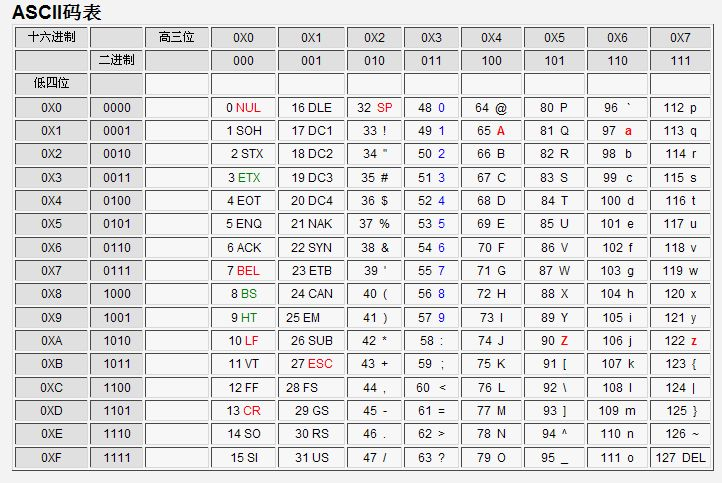 ASCII码表
十六进制 高三位 0X0 0X1 0X2 0X3 0X4 0X5 0X6 0X7
二进制 000 001 010 011 100 101 110 111
低四位
0X0 0000 0 NUL 16 DLE 32 SP 48 0 64 @ 80 P 96 ` 112 p
0X1 0001 1 SOH 17 DC1 33 ! 49 1 65 A 81 Q 97 a 113 q
0X2 0010 2 STX 18 DC2 34 " 50 2 66 B 82 R 98 b 114 r
0X3 0011 3 ETX 19 DC3 35 # 51 3 67 C 83 S 99 c 115 s
0X4 0100 4 EOT 20 DC4 36 $ 52 4 68 D 84 T 100 d 116 t
0X5 0101 5 ENQ 21 NAK 37 % 53 5 69 E 85 U 101 e 117 u
0X6 0110 6 ACK 22 SYN 38 & 54 6 70 F 86 V 102 f 118 v
0X7 0111 7 BEL 23 ETB 39 ' 55 7 71 G 87 W 103 g 119 w
0X8 1000 8 BS 24 CAN 40 ( 56 8 72 H 88 X 104 h 120 x
0X9 1001 9 HT 25 EM 41 ) 57 9 73 I 89 Y 105 i 121 y
0XA 1010 10 LF 26 SUB 42 * 58 : 74 J 90 Z 106 j 122 z
0XB 1011 11 VT 27 ESC 43 + 59 ; 75 K 91 [ 107 k 123 {
0XC 1100 12 FF 28 FS 44 , 60 < 76 L 92 \ 108 l 124 |
0XD 1101 13 CR 29 GS 45 - 61 = 77 M 93 ] 109 m 125 }
0XE 1110 14 SO 30 RS 46 . 62 > 78 N 94 ^ 110 n 126 ~
0XF 1111 15 SI 31 US 47 / 63 ? 79 O 95 _ 111 o 127 DEL